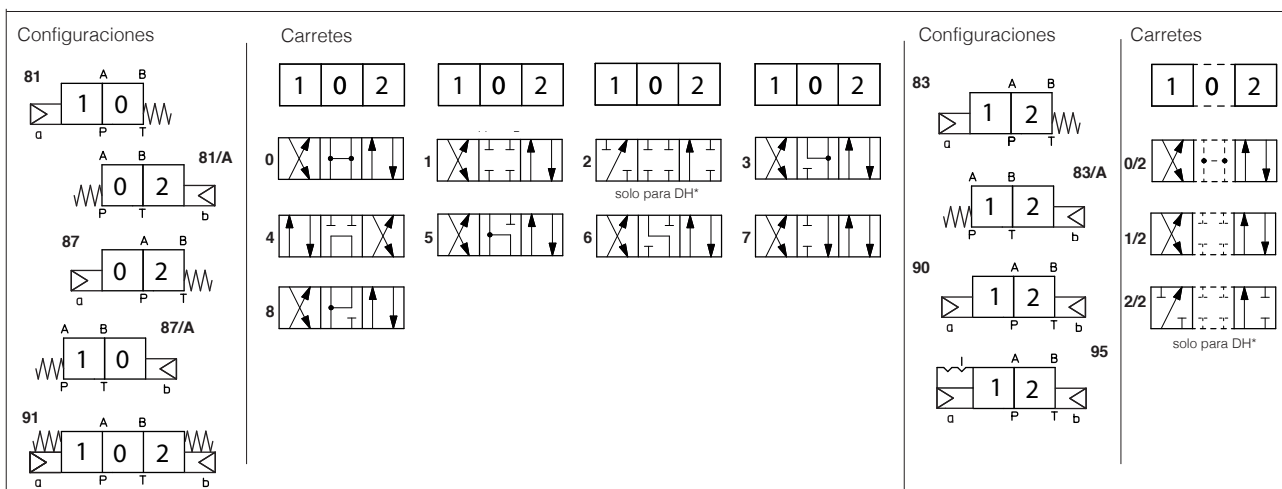 Configuraciones
81
A B
1 0
a P T
81/A
A B
0 2
P T b
87
A B
0 2
a P T
87/A
A B
1 0
P T b
91
A B
1 0 2
a P T b
Carretes
1 0 2
1 0 2
1 0 2
1 0 2
0
1
2
3
solo para DH*
4
5
6
7
8
Configuraciones
83
A B
1 2
a P T
83/A
A B
1 2
P T b
90
A B
1 2
a P T b
95
A B
1 2
a P T b
Carretes
1 0 2
0/2
1/2
2/2
solo para DH*